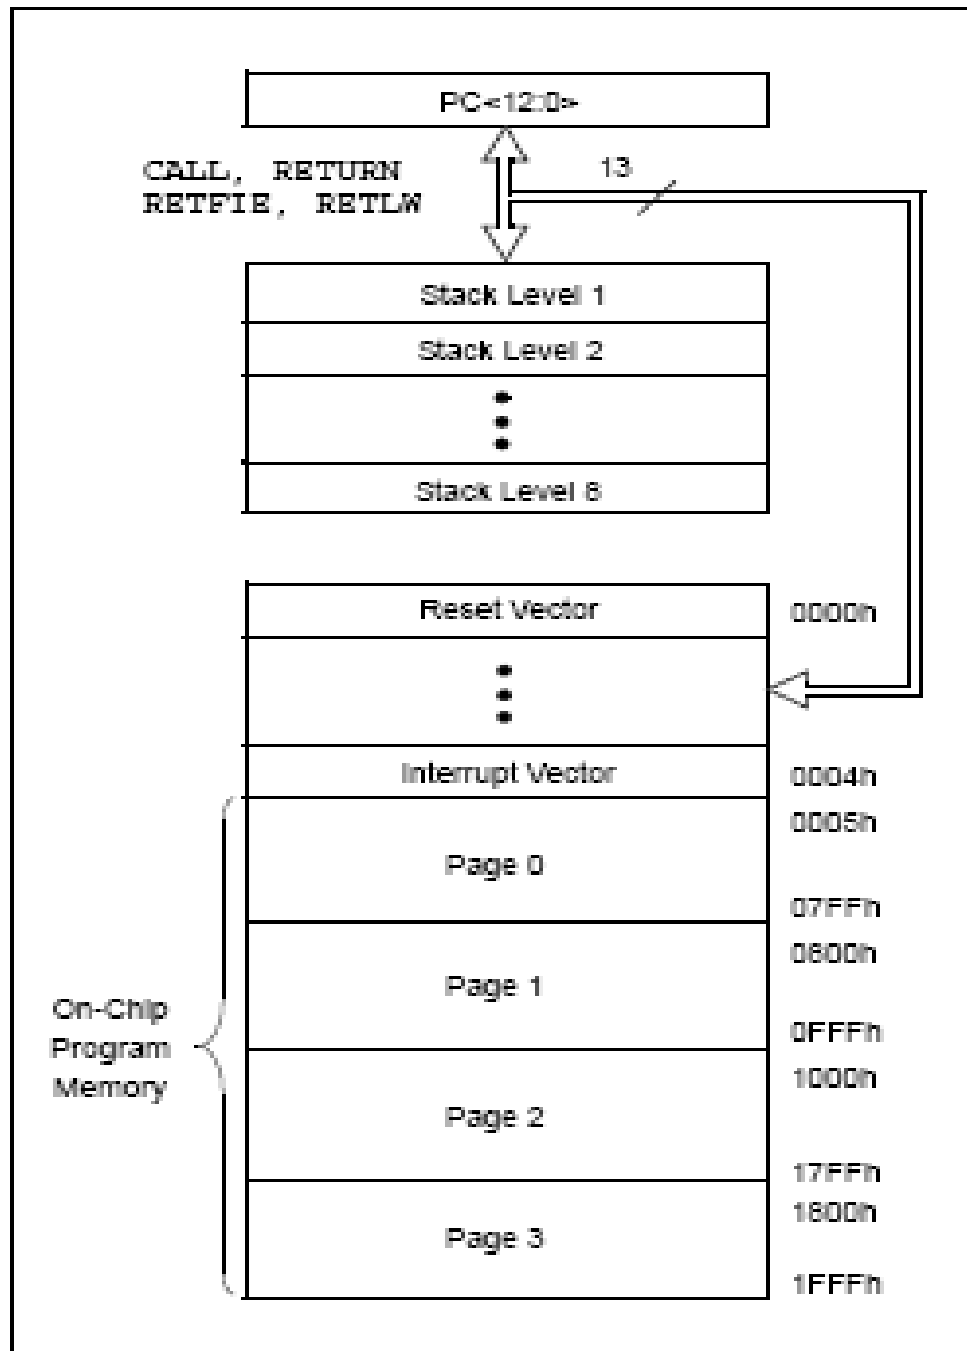 PC<12:0>
CALL, RETURN
RETFIE, RETLW
13
Stack Level 1
Stack Level 2
Stack Level 8
Reset Vector
0000h
Interrupt Vector
0004h
0005h
Page 0
07FFh
0800h
Page 1
0FFFh
On-Chip
Program
Memory
1000h
Page 2
17FFh
1800h
Page 3
1FFFh